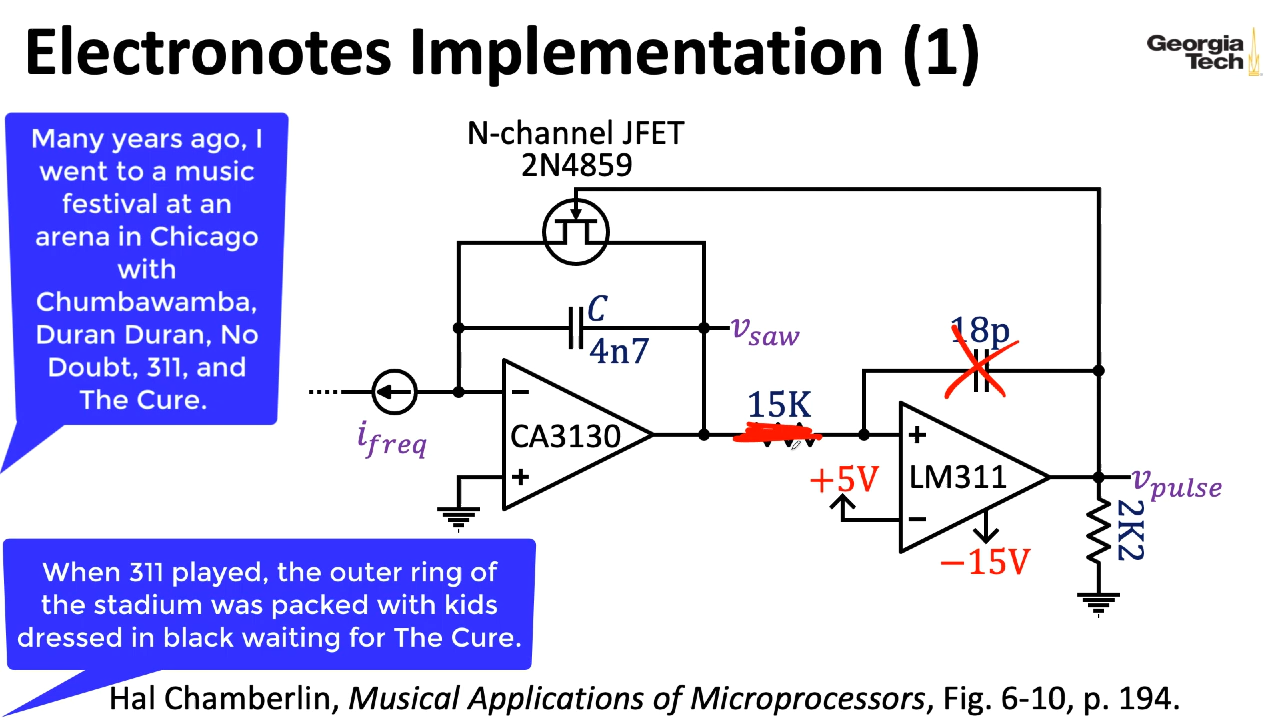 Electronotes Implementation (1)
Georgia
Tech
Many years ago, I
went to a music
festival at an
arena in Chicago
with
Chumbawamba,
Duran Duran, No
Doubt, 311, and
The Cure.
N-channel JFET
2N4859
C
4n7
v_saw
18p
i_freq
15K
CA3130
−
+
+5V
+
LM311
−
−15V
v_pulse
2K2
When 311 played, the outer ring of
the stadium was packed with kids
dressed in black waiting for The Cure.
Hal Chamberlin, Musical Applications of Microprocessors, Fig. 6-10, p. 194.